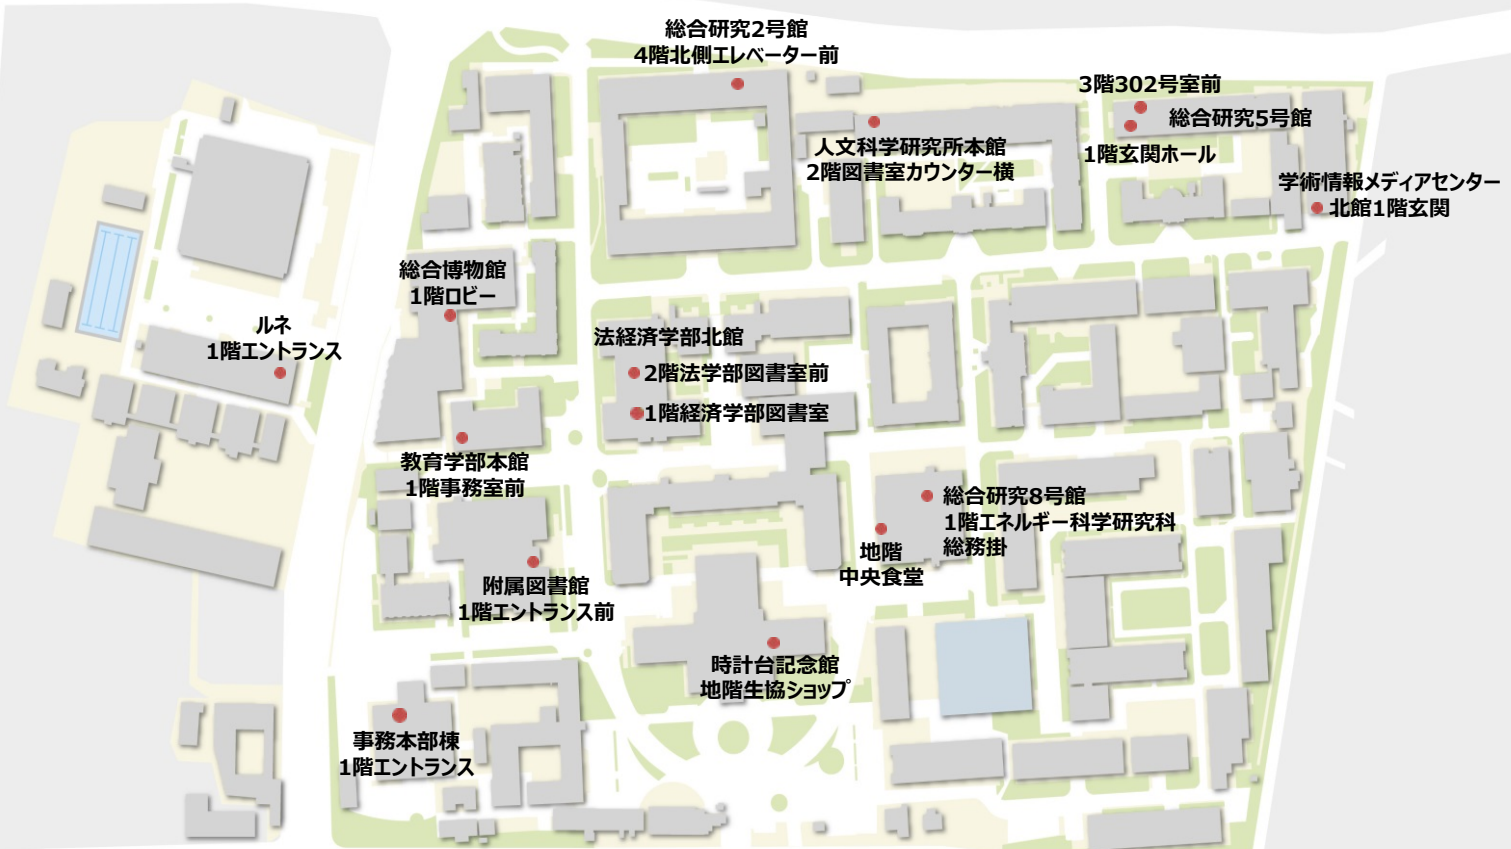 総合研究2号館
4階北側エレベーター前
3階302号室前
総合研究5号館
1階玄関ホール
人文科学研究所本館
2階図書室カウンター横
学術情報メディアセンター
北館1階玄関
総合博物館
1階ロビー
ルネ
1階エントランス
法経済学部北館
2階法学部図書室前
1階経済学部図書室
教育学部本館
1階事務室前
総合研究8号館
1階エネルギー科学研究科
総務掛
地階
中央食堂
附属図書館
1階エントランス前
時計台記念館
地階生協ショップ
事務本部棟
1階エントランス